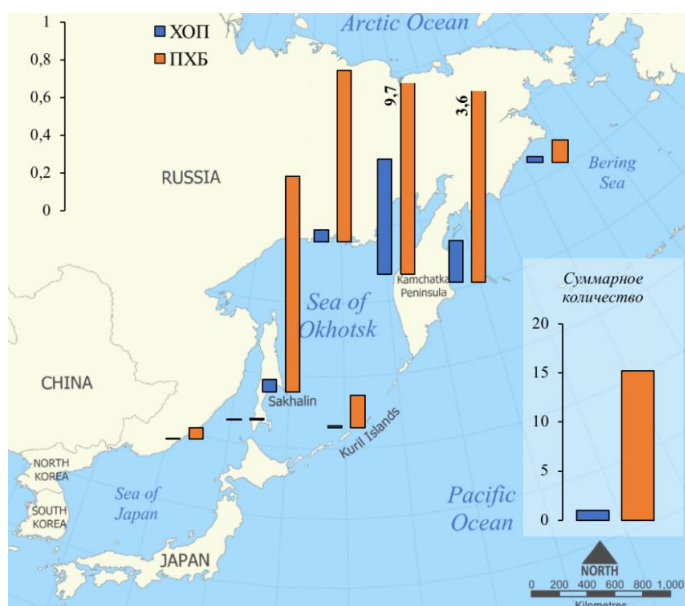 Arctic Ocean
1
0,8
0,6
0,4
0,2
0
ХОП
ПХБ
9,7
3,6
RUSSIA
Bering
Sea
Kamchatka
Peninsula
Sea of
Okhotsk
CHINA
Sakhalin
Kuril Islands
NORTH
KOREA
SOUTH
KOREA
Sea of
Japan
JAPAN
Pacific
Ocean
Суммарное
количество
20
15
10
5
0
NORTH
0 200 400 600 800 1,000
Kilometres